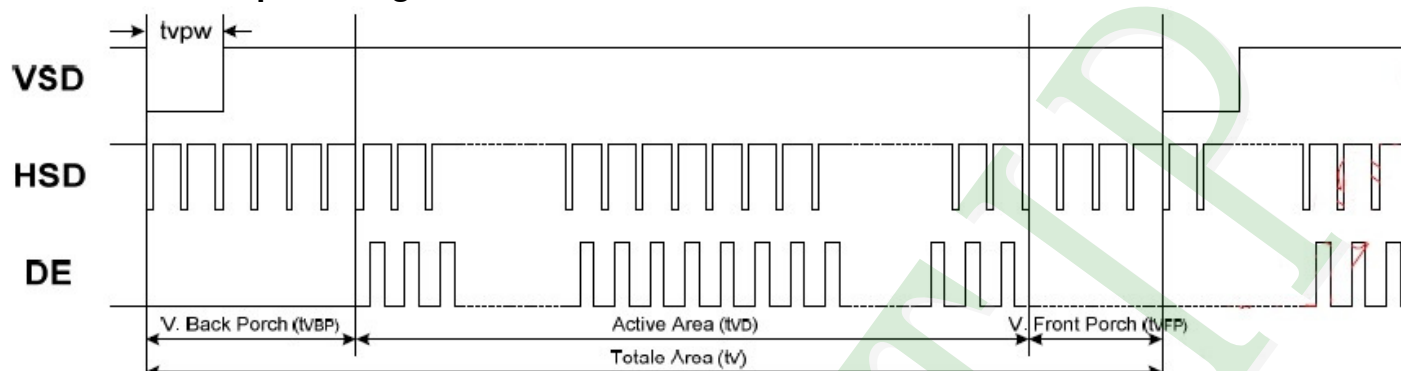 tvpw
VSD
HSD
DE
V. Back Porch (tVBP) Active Area (tVD) V. Front Porch (tVFP)
Totale Area (tV)